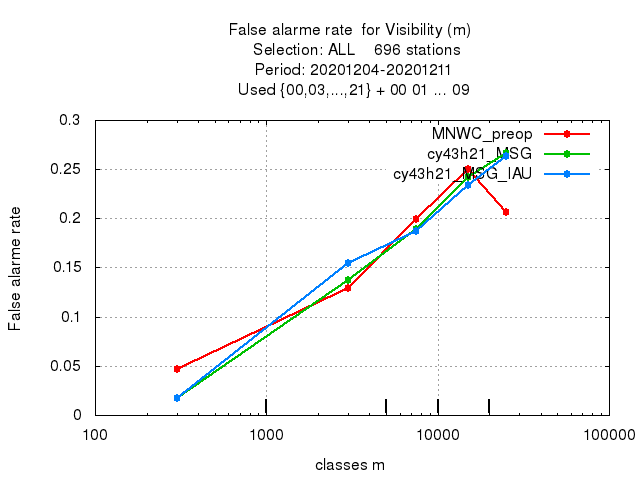 False alarme rate  for Visibility (m)
Selection: ALL    696 stations
Period: 20201204-20201211
Used {00,03,...,21} + 00 01 ... 09
0.3
0.25
0.2
0.15
0.1
0.05
0
False alarme rate
MNWC_preop
cy43h21_MSG
cy43h21_MSG_IAU
100
1000
10000
100000
classes m